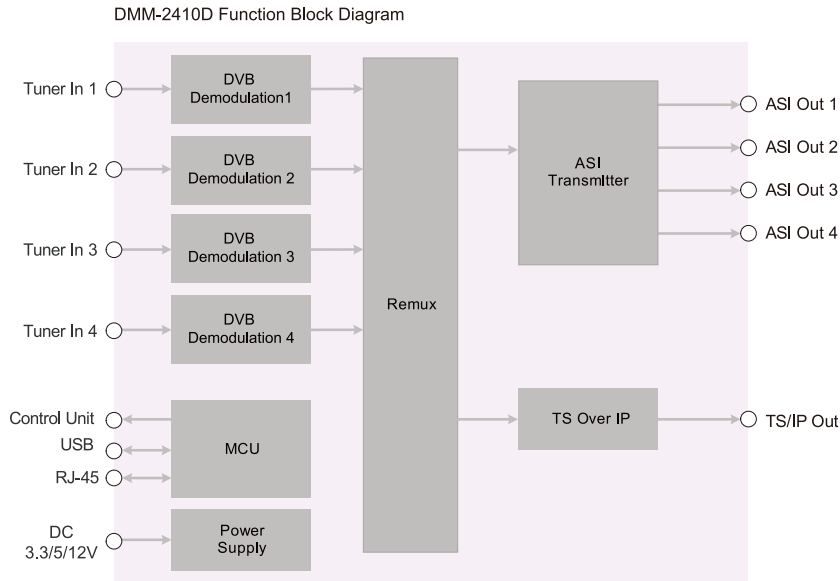 DMM-2410D Function Block Diagram
Tuner In 1
DVB
Demodulation1
Tuner In 2
DVB
Demodulation 2
Tuner In 3
DVB
Demodulation 3
Tuner In 4
DVB
Demodulation 4
Control Unit
USB
RJ-45
MCU
DC
3.3/5/12V
Power
Supply
Remux
ASI
Transmitter
ASI Out 1
ASI Out 2
ASI Out 3
ASI Out 4
TS Over IP
TS/IP Out